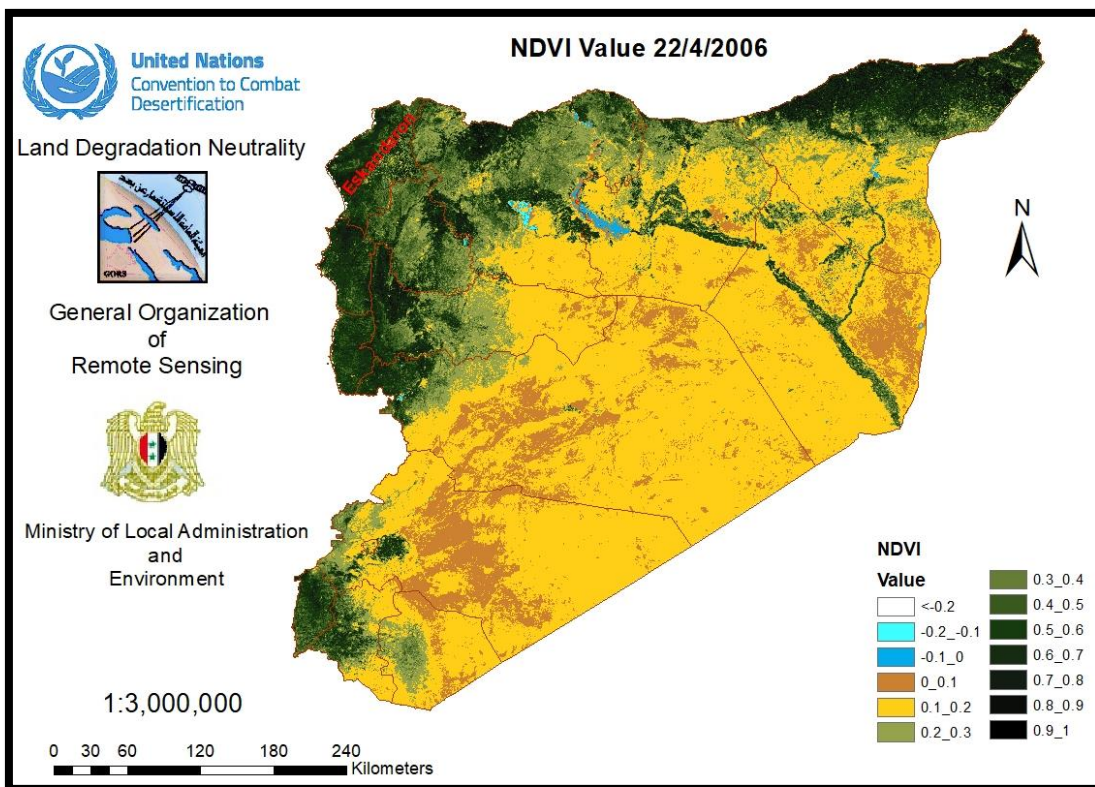 NDVI Value 22/4/2006
United Nations
Convention to Combat
Desertification
Land Degradation Neutrality
GORS
General Organization
of
Remote Sensing
Ministry of Local Administration
and
Environment
1:3,000,000
0 30 60 120 180 240
Kilometers
Eskandaron
N
NDVI
Value
<-0.2
-0.2_-0.1
-0.1_0
0_0.1
0.1_0.2
0.2_0.3
0.3_0.4
0.4_0.5
0.5_0.6
0.6_0.7
0.7_0.8
0.8_0.9
0.9_1